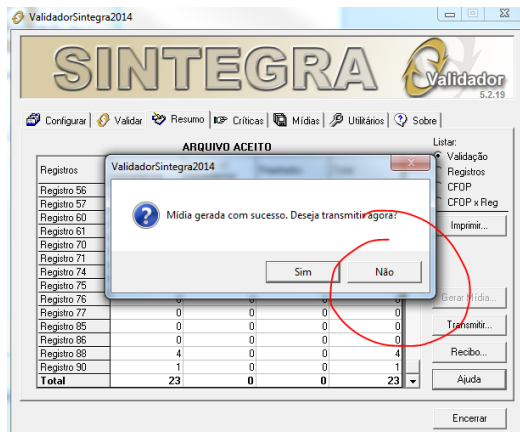 ValidadorSintegra2014
SINTEGRA
Validador
5.2.19
Configurar Validar Resumo Críticas Mídias Utilitários Sobre
ARQUIVO ACEITO
Listar:
Validação
Registros
CFOP
CFOP x Reg
Registros
ValidadorSintegra2014
Mídia gerada com sucesso. Deseja transmitir agora?
Sim Não
Registro 56
Registro 57
Registro 60
Registro 61
Registro 70
Registro 71
Registro 74
Registro 75
Registro 76 0 0 0 0
Registro 77 0 0 0 0
Registro 85 0 0 0 0
Registro 86 0 0 0 0
Registro 88 4 0 0 4
Registro 90 1 0 0 1
Total 23 0 0 23
Imprimir...
Gerar Mídia...
Transmitir...
Recibo...
Ajuda
Encerrar